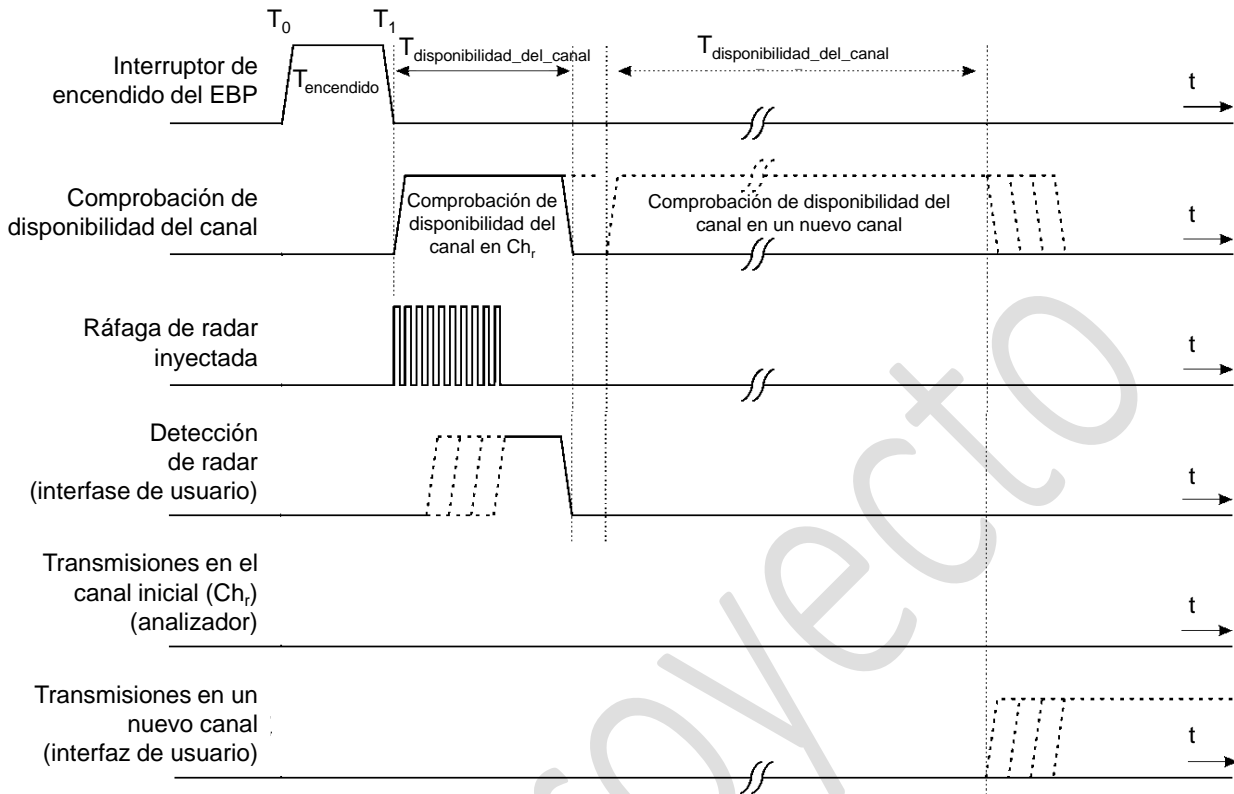 T0 T1
Tdisponibilidad_del_canal
Tdisponibilidad_del_canal
Interruptor de
encendido del EBP
Tencendido
t
Comprobación de
disponibilidad del canal
Comprobación de
disponibilidad del
canal en Chr
Comprobación de disponibilidad del
canal en un nuevo canal
t
Ráfaga de radar
inyectada
t
Detección
de radar
(interfase de usuario)
t
Transmisiones en el
canal inicial (Chr)
(analizador)
t
Transmisiones en un
nuevo canal
(interfaz de usuario)
t
oyecto